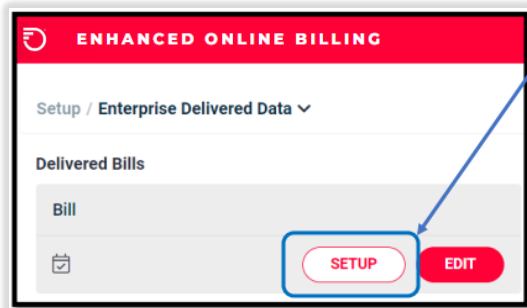 ENHANCED ONLINE BILLING
Setup / Enterprise Delivered Data
Delivered Bills
Bill
SETUP EDIT